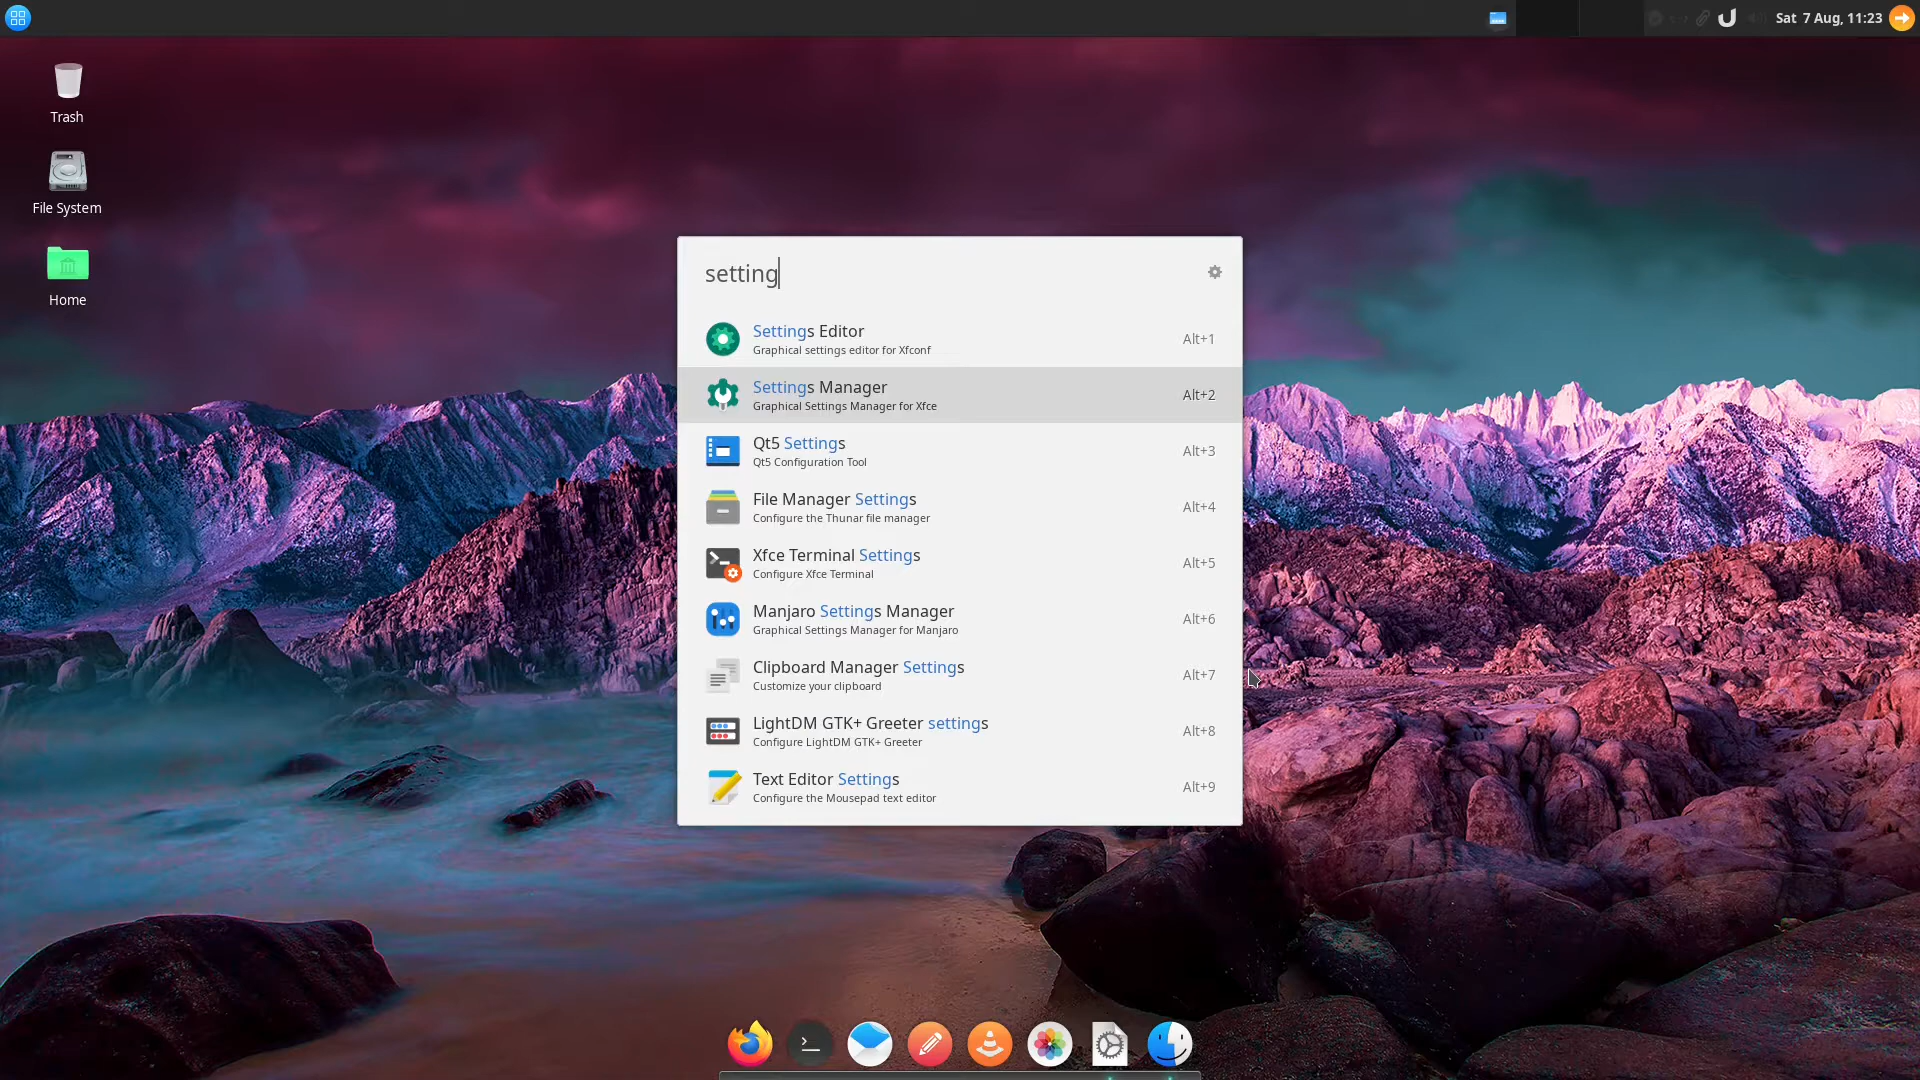 Sat 7 Aug, 11:23
Trash
File System
Home
setting
Settings Editor
Graphical settings editor for Xfconf
Alt+1
Settings Manager
Graphical Settings Manager for Xfce
Alt+2
Qt5 Settings
Qt5 Configuration Tool
Alt+3
File Manager Settings
Configure the Thunar file manager
Alt+4
Xfce Terminal Settings
Configure Xfce Terminal
Alt+5
Manjaro Settings Manager
Graphical Settings Manager for Manjaro
Alt+6
Clipboard Manager Settings
Customize your clipboard
Alt+7
LightDM GTK+ Greeter settings
Configure LightDM GTK+ Greeter
Alt+8
Text Editor Settings
Configure the Mousepad text editor
Alt+9